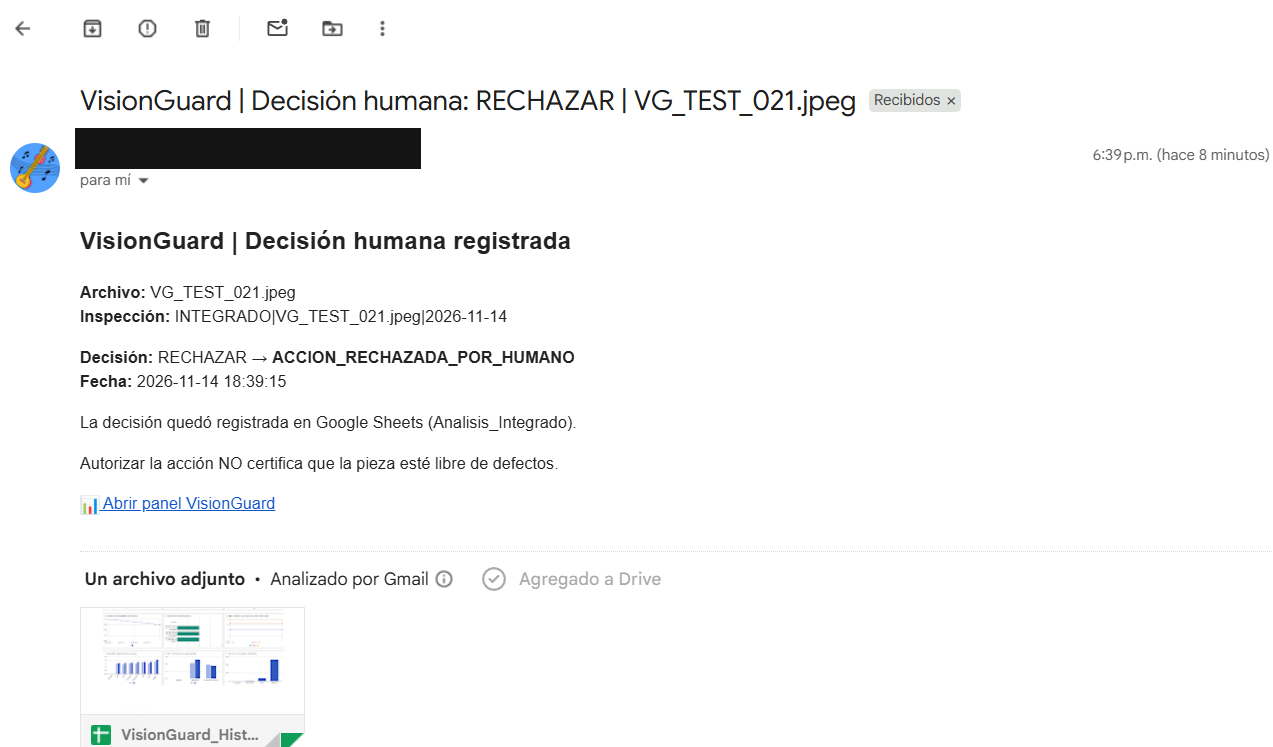 VisionGuard | Decisión humana: RECHAZAR | VG_TEST_021.jpeg Recibidos ×
6:39 p.m. (hace 8 minutos)
para mí
VisionGuard | Decisión humana registrada
Archivo: VG_TEST_021.jpeg
Inspección: INTEGRADO|VG_TEST_021.jpeg|2026-11-14
Decisión: RECHAZAR → ACCION_RECHAZADA_POR_HUMANO
Fecha: 2026-11-14 18:39:15
La decisión quedó registrada en Google Sheets (Analisis_Integrado).
Autorizar la acción NO certifica que la pieza esté libre de defectos.
Abrir panel VisionGuard
Un archivo adjunto • Analizado por Gmail Agregado a Drive
VisionGuard_Hist...